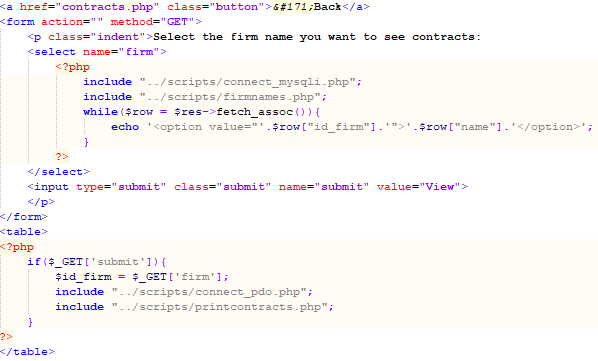 <a href="contracts.php" class="button">&#171;Back</a>
<form action="" method="GET">
<p class="indent">Select the firm name you want to see contracts:
<select name="firm">
<?php
include "../scripts/connect_mysqli.php";
include "../scripts/firmnames.php";
while($row = $res->fetch_assoc()){
echo '<option value="'.$row["id_firm"].'">'.$row["name"].'</option>';
}
?>
</select>
<input type="submit" class="submit" name="submit" value="View">
</p>
</form>
<table>
<?php
if($_GET['submit']){
$id_firm = $_GET['firm'];
include "../scripts/connect_pdo.php";
include "../scripts/printcontracts.php";
}
?>
</table>